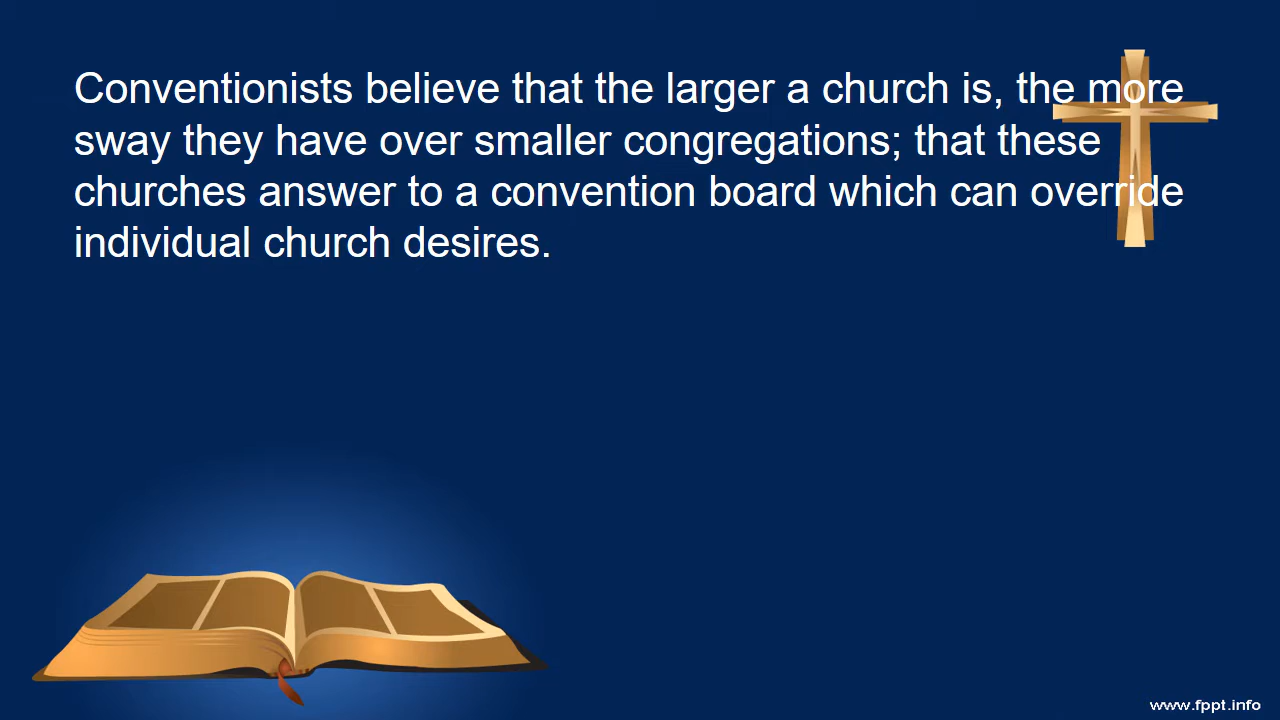 Conventionists believe that the larger a church is, the more
sway they have over smaller congregations; that these
churches answer to a convention board which can override
individual church desires.
www.fppt.info